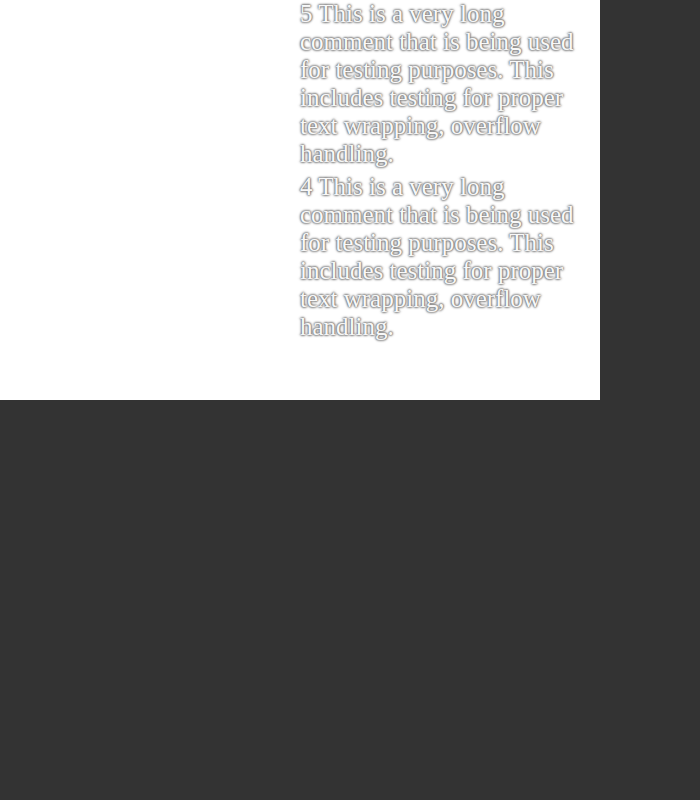 5 This is a very long
comment that is being used
for testing purposes. This
includes testing for proper
text wrapping, overflow
handling.
4 This is a very long
comment that is being used
for testing purposes. This
includes testing for proper
text wrapping, overflow
handling.